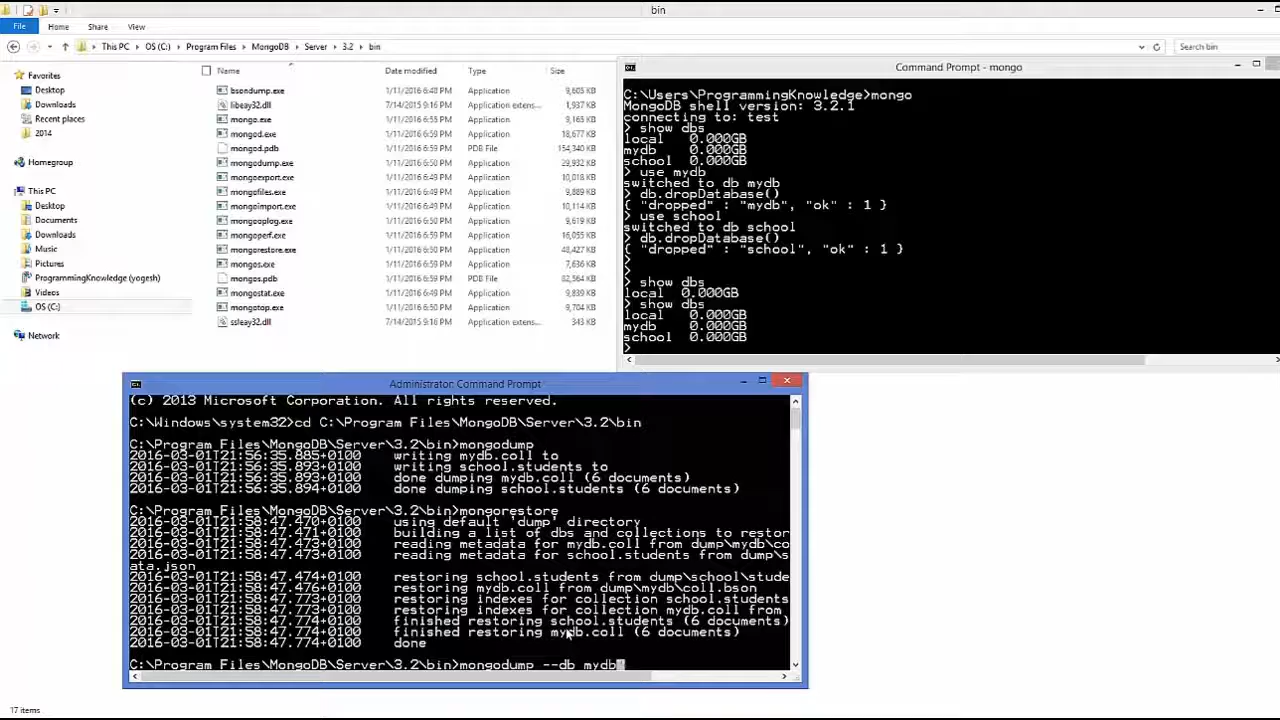 bin
File Home Share View
This PC OS (C:) Program Files MongoDB Server 3.2 bin
Search bin
Favorites
Desktop
Downloads
Recent places
2014
Homegroup
This PC
Desktop
Documents
Downloads
Music
Pictures
ProgrammingKnowledge (yogesh)
Videos
OS (C:)
Network
Name Date modified Type Size
bsondump.exe 1/11/2016 6:48 PM Application 9,605 KB
libeay32.dll 7/14/2015 9:16 PM Application extens... 1,937 KB
mongo.exe 1/11/2016 6:55 PM Application 9,165 KB
mongod.exe 1/11/2016 6:59 PM Application 18,677 KB
mongod.pdb 1/11/2016 6:59 PM PDB File 154,340 KB
mongodump.exe 1/11/2016 6:50 PM Application 29,932 KB
mongoexport.exe 1/11/2016 6:49 PM Application 10,018 KB
mongofiles.exe 1/11/2016 6:49 PM Application 9,889 KB
mongoimport.exe 1/11/2016 6:49 PM Application 10,114 KB
mongooplog.exe 1/11/2016 6:50 PM Application 9,619 KB
mongoperf.exe 1/11/2016 6:59 PM Application 16,055 KB
mongorestore.exe 1/11/2016 6:49 PM Application 48,427 KB
mongos.exe 1/11/2016 6:59 PM Application 7,636 KB
mongos.pdb 1/11/2016 6:59 PM PDB File 82,564 KB
mongostat.exe 1/11/2016 6:49 PM Application 9,839 KB
mongotop.exe 1/11/2016 6:50 PM Application 9,704 KB
ssleay32.dll 7/14/2015 9:16 PM Application extens... 343 KB
Command Prompt - mongo
C:\Users\ProgrammingKnowledge>mongo
MongoDB shell version: 3.2.1
connecting to: test
> show dbs
local 0.000GB
mydb 0.000GB
school 0.000GB
> use mydb
switched to db mydb
> db.dropDatabase()
{ "dropped" : "mydb", "ok" : 1 }
> use school
switched to db school
> db.dropDatabase()
{ "dropped" : "school", "ok" : 1 }
>
>
> show dbs
local 0.000GB
> show dbs
local 0.000GB
mydb 0.000GB
school 0.000GB
>
Administrator: Command Prompt
(c) 2013 Microsoft Corporation. All rights reserved.
C:\Windows\system32>cd C:\Program Files\MongoDB\Server\3.2\bin
C:\Program Files\MongoDB\Server\3.2\bin>mongodump
2016-03-01T21:56:35.885+0100 writing mydb.coll to
2016-03-01T21:56:35.893+0100 writing school.students to
2016-03-01T21:56:35.893+0100 done dumping mydb.coll (6 documents)
2016-03-01T21:56:35.894+0100 done dumping school.students (6 documents)
C:\Program Files\MongoDB\Server\3.2\bin>mongorestore
2016-03-01T21:58:47.470+0100 using default 'dump' directory
2016-03-01T21:58:47.471+0100 building a list of dbs and collections to restor
2016-03-01T21:58:47.473+0100 reading metadata for mydb.coll from dump\mydb\co
2016-03-01T21:58:47.473+0100 reading metadata for school.students from dump\s
ata.json
2016-03-01T21:58:47.474+0100 restoring school.students from dump\school\stude
2016-03-01T21:58:47.476+0100 restoring mydb.coll from dump\mydb\coll.bson
2016-03-01T21:58:47.773+0100 restoring indexes for collection school.students
2016-03-01T21:58:47.773+0100 restoring indexes for collection mydb.coll from
2016-03-01T21:58:47.774+0100 finished restoring school.students (6 documents)
2016-03-01T21:58:47.774+0100 finished restoring mydb.coll (6 documents)
2016-03-01T21:58:47.774+0100 done
C:\Program Files\MongoDB\Server\3.2\bin>mongodump --db mydb
17 items